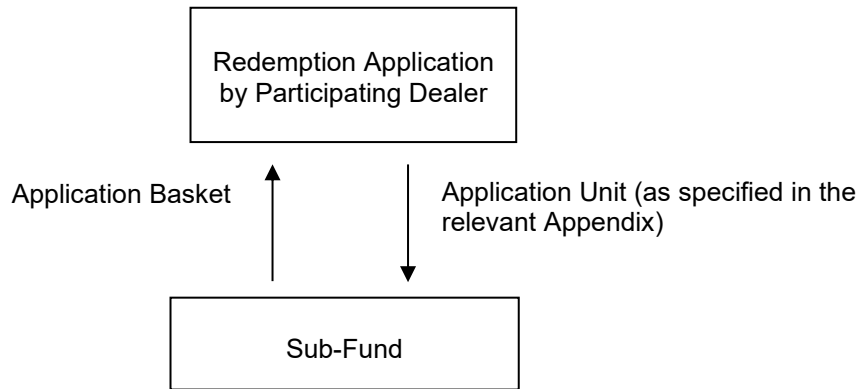 Redemption Application
by Participating Dealer
Application Basket
Application Unit (as specified in the
relevant Appendix)
Sub-Fund